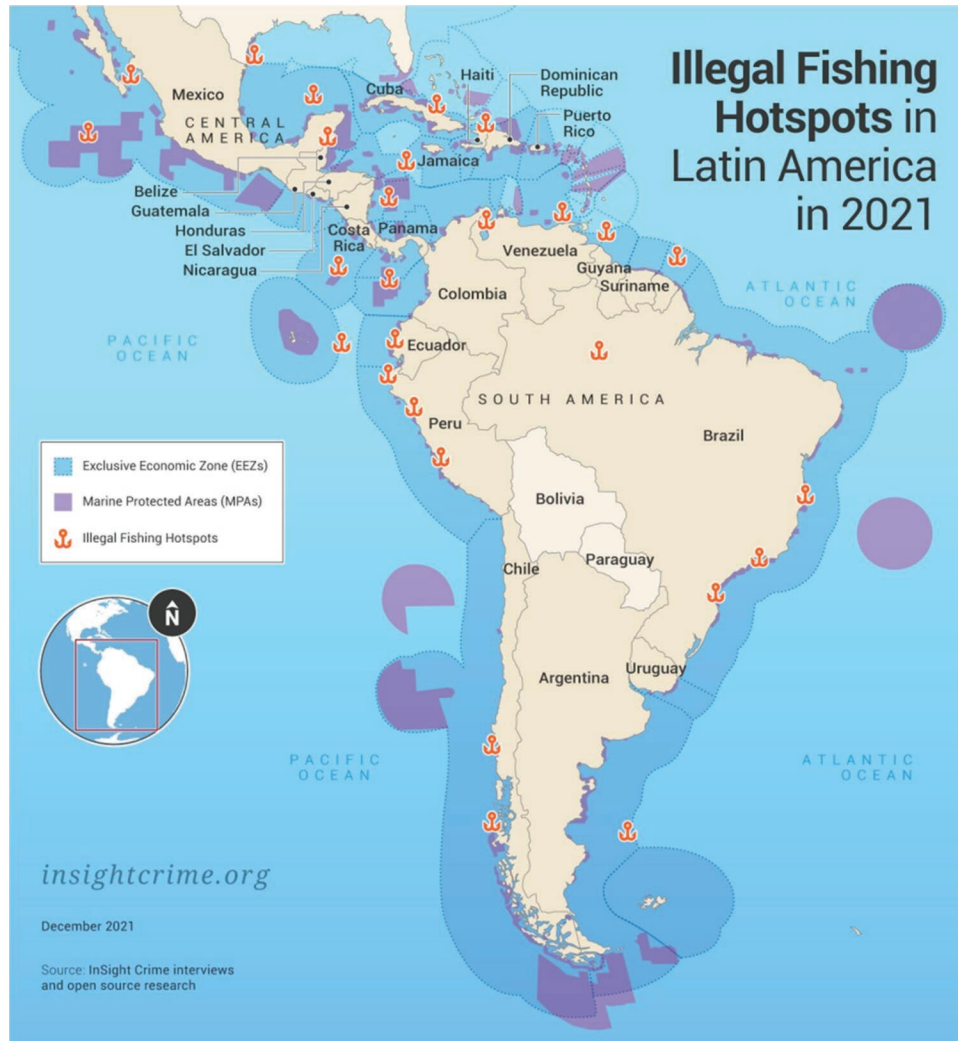 Illegal Fishing
Hotspots in
Latin America
in 2021
Mexico
CENTRAL
AMERICA
Cuba
Haiti
Dominican
Republic
Puerto
Rico
Jamaica
Belize
Guatemala
Honduras
El Salvador
Nicaragua
Costa
Rica
Panama
Venezuela
Guyana
Suriname
Colombia
ATLANTIC
OCEAN
PACIFIC
OCEAN
Ecuador
SOUTH AMERICA
Peru
Brazil
Exclusive Economic Zone (EEZs)
Marine Protected Areas (MPAs)
Illegal Fishing Hotspots
Bolivia
Chile
Paraguay
N
Uruguay
Argentina
PACIFIC
OCEAN
ATLANTIC
OCEAN
insightcrime.org
December 2021
Source: InSight Crime interviews
and open source research